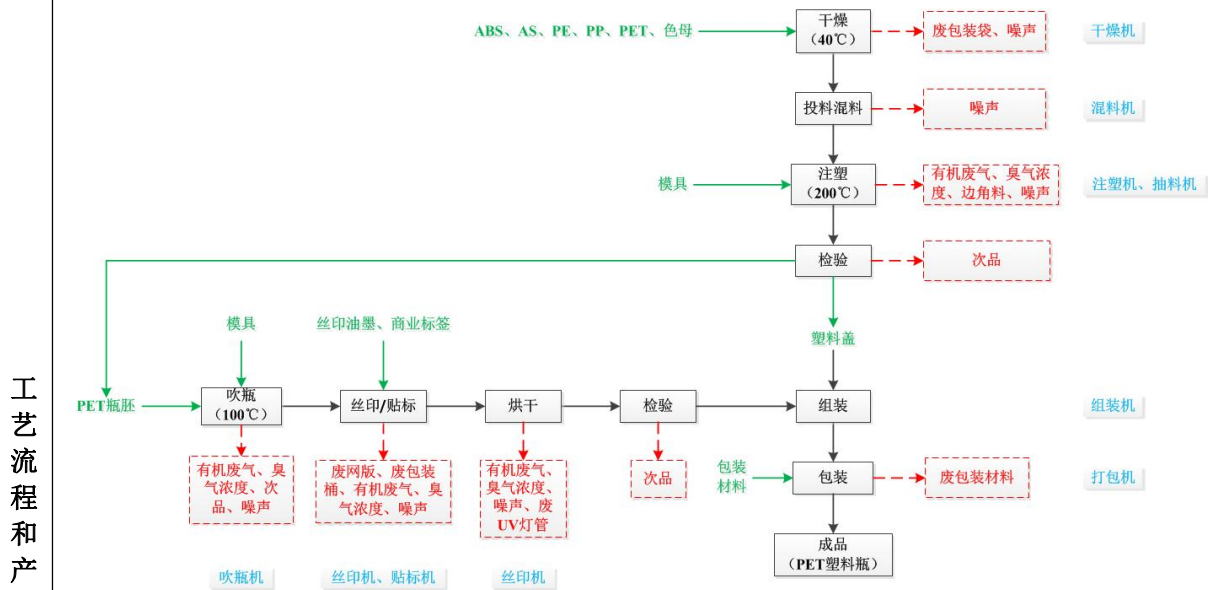 ABS、AS、PE、PP、PET、色母
干燥
（40℃）
废包装袋、噪声
干燥机
投料混料
噪声
混料机
模具
注塑
（200℃）
有机废气、臭气浓
度、边角料、噪声
注塑机、抽料机
检验
次品
模具
丝印油墨、商业标签
塑料盖
PET瓶胚
吹瓶
（100℃）
丝印/贴标
烘干
检验
组装
组装机
有机废气、臭
气浓度、次
品、噪声
废网版、废包装
桶、有机废气、臭
气浓度、噪声
有机废气、
臭气浓度、
噪声、废
UV灯管
次品
包装
材料
包装
废包装材料
打包机
成品
（PET塑料瓶）
吹瓶机
丝印机、贴标机
丝印机
工
艺
流
程
和
产